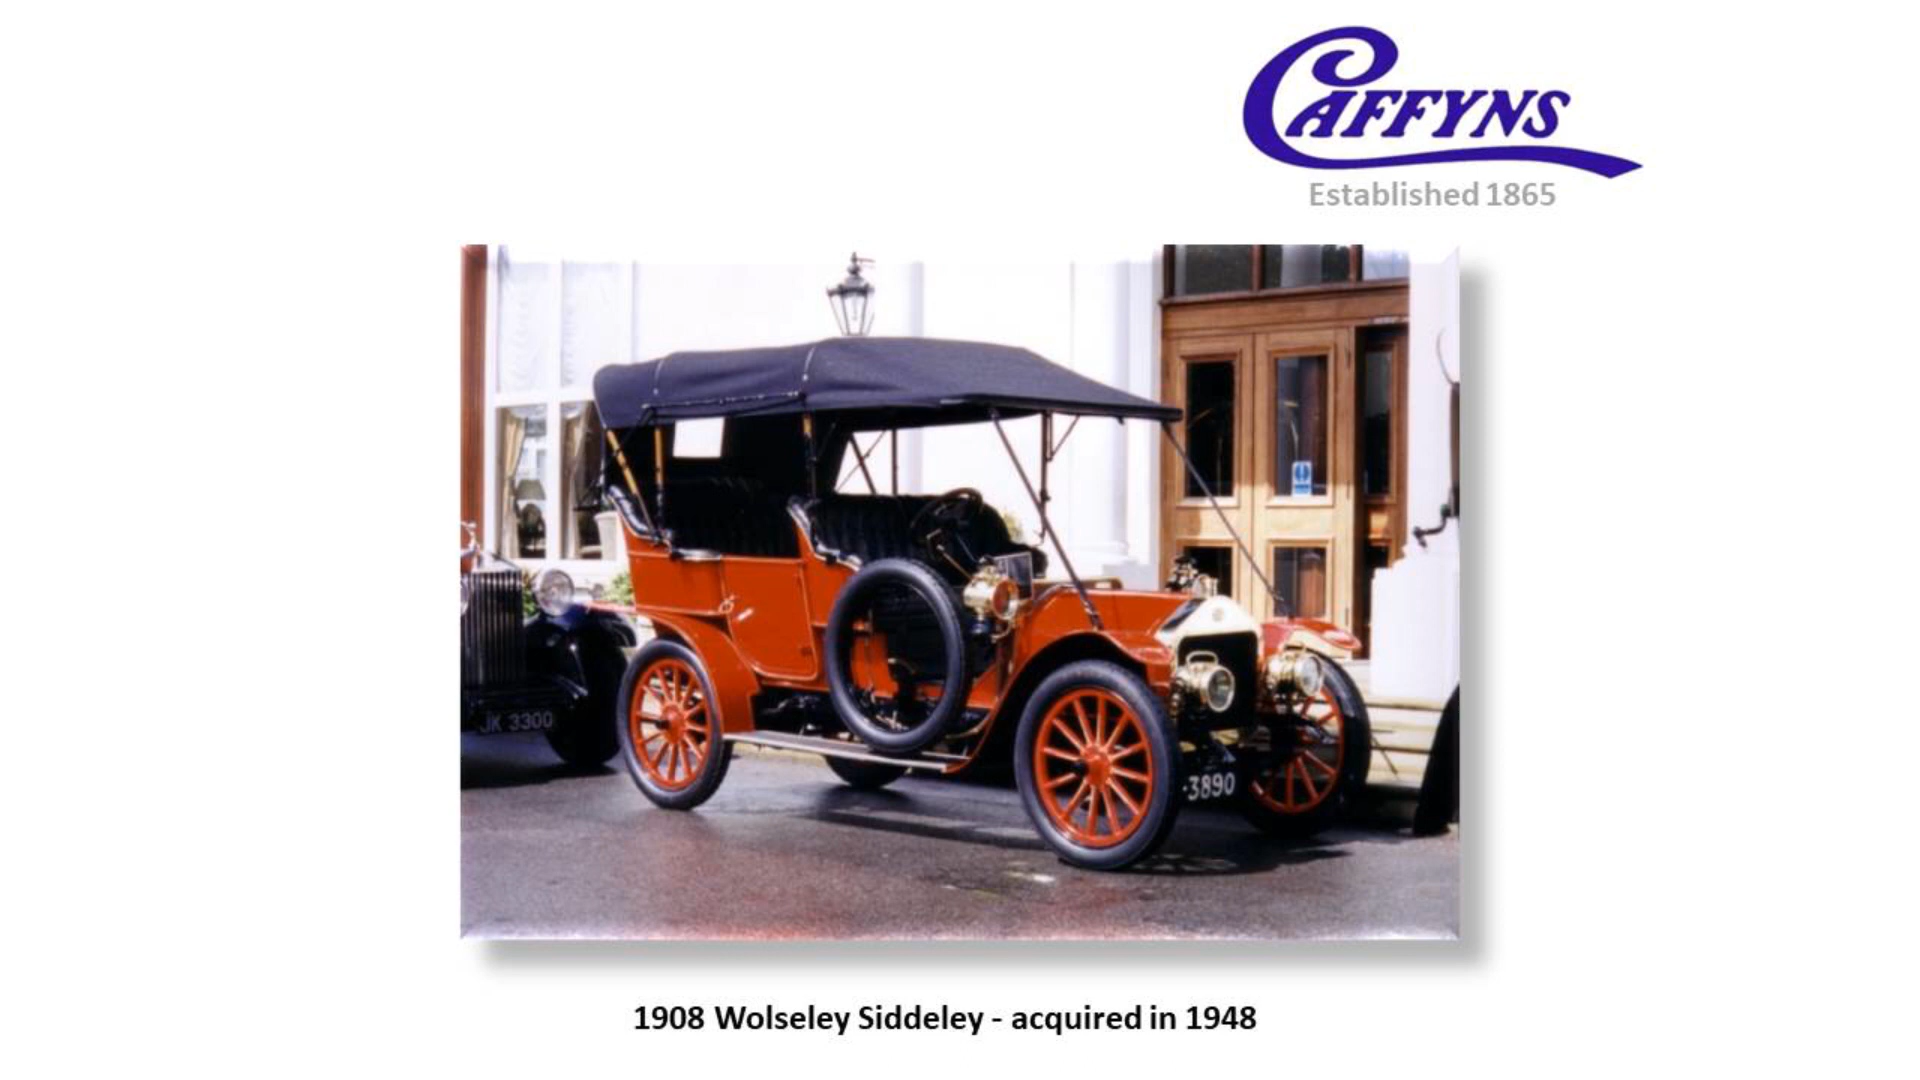 CAFFYNS
Established 1865
JK 3300
3890
1908 Wolseley Siddeley - acquired in 1948